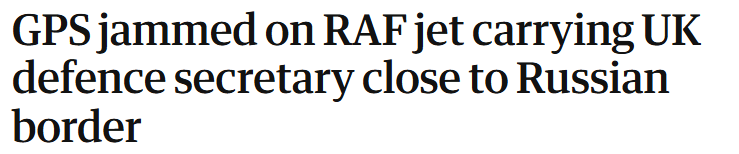 GPS jammed on RAF jet carrying UK
defence secretary close to Russian
border